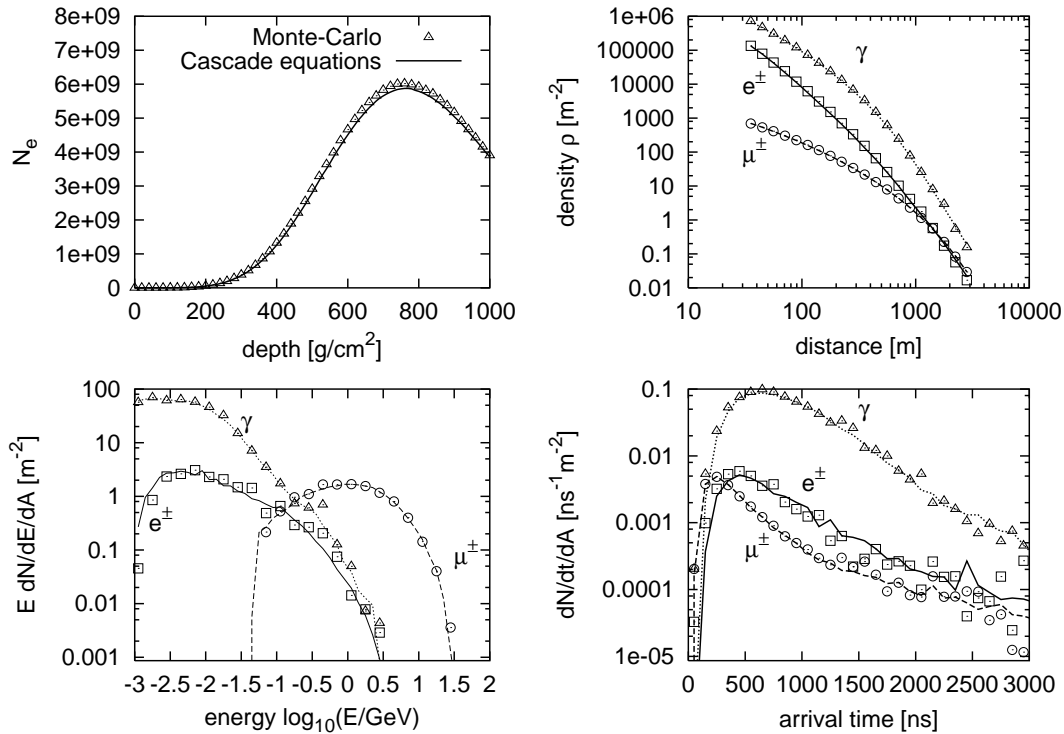 8e+09
7e+09
6e+09
5e+09
4e+09
3e+09
2e+09
1e+09
0
N_e
Monte-Carlo
Cascade equations
0 200 400 600 800 1000
depth [g/cm²]
1e+06
100000
10000
1000
100
10
1
0.1
0.01
density ρ [m⁻²]
γ
e±
μ±
10 100 1000 10000
distance [m]
100
10
1
0.1
0.01
0.001
E dN/dE/dA [m⁻²]
γ
e±
μ±
-3 -2.5 -2 -1.5 -1 -0.5 0 0.5 1 1.5 2
energy log₁₀(E/GeV)
0.1
0.01
0.001
0.0001
1e-05
dN/dt/dA [ns⁻¹m⁻²]
γ
e±
μ±
0 500 1000 1500 2000 2500 3000
arrival time [ns]